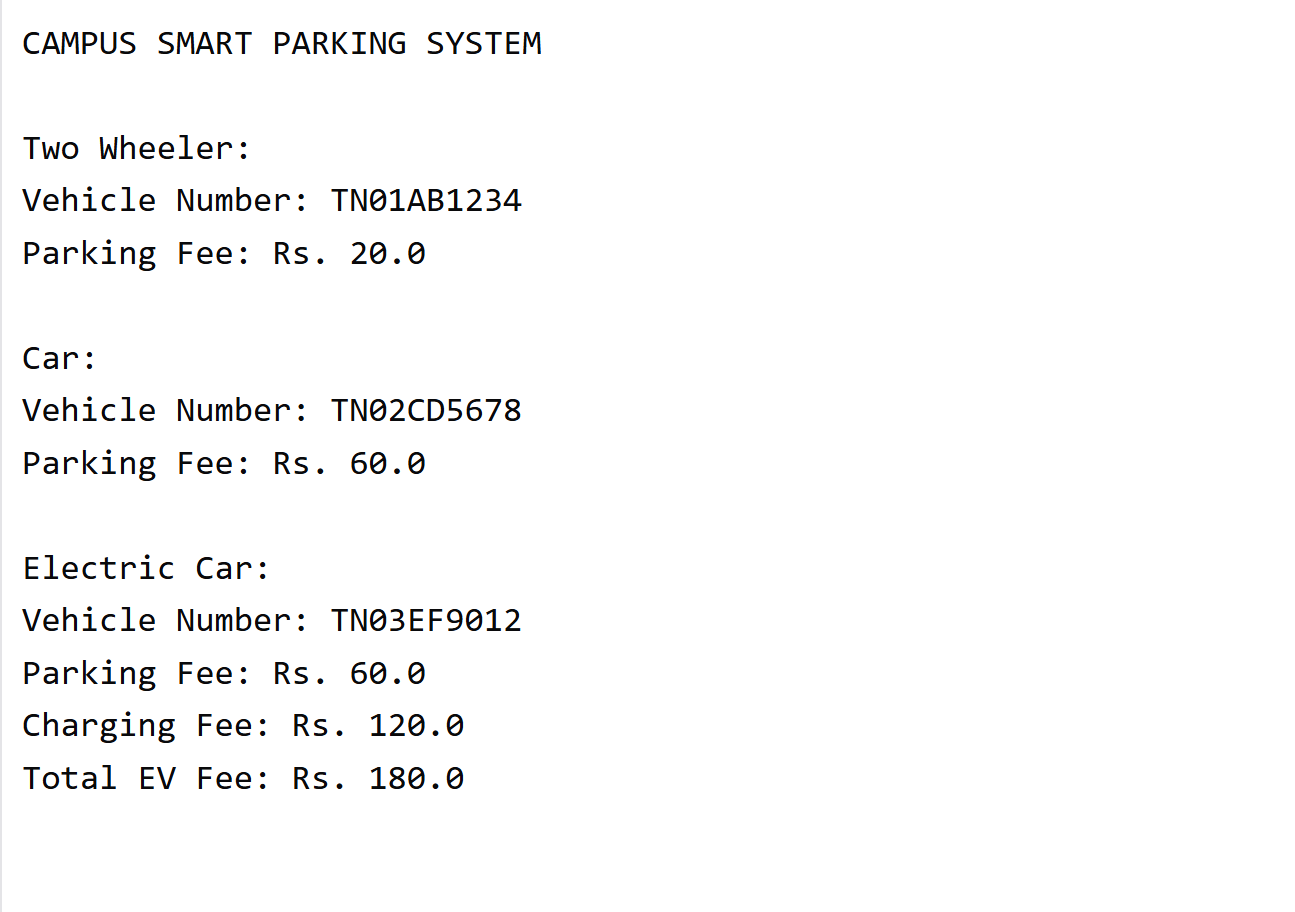 CAMPUS SMART PARKING SYSTEM
Two Wheeler:
Vehicle Number: TN01AB1234
Parking Fee: Rs. 20.0
Car:
Vehicle Number: TN02CD5678
Parking Fee: Rs. 60.0
Electric Car:
Vehicle Number: TN03EF9012
Parking Fee: Rs. 60.0
Charging Fee: Rs. 120.0
Total EV Fee: Rs. 180.0